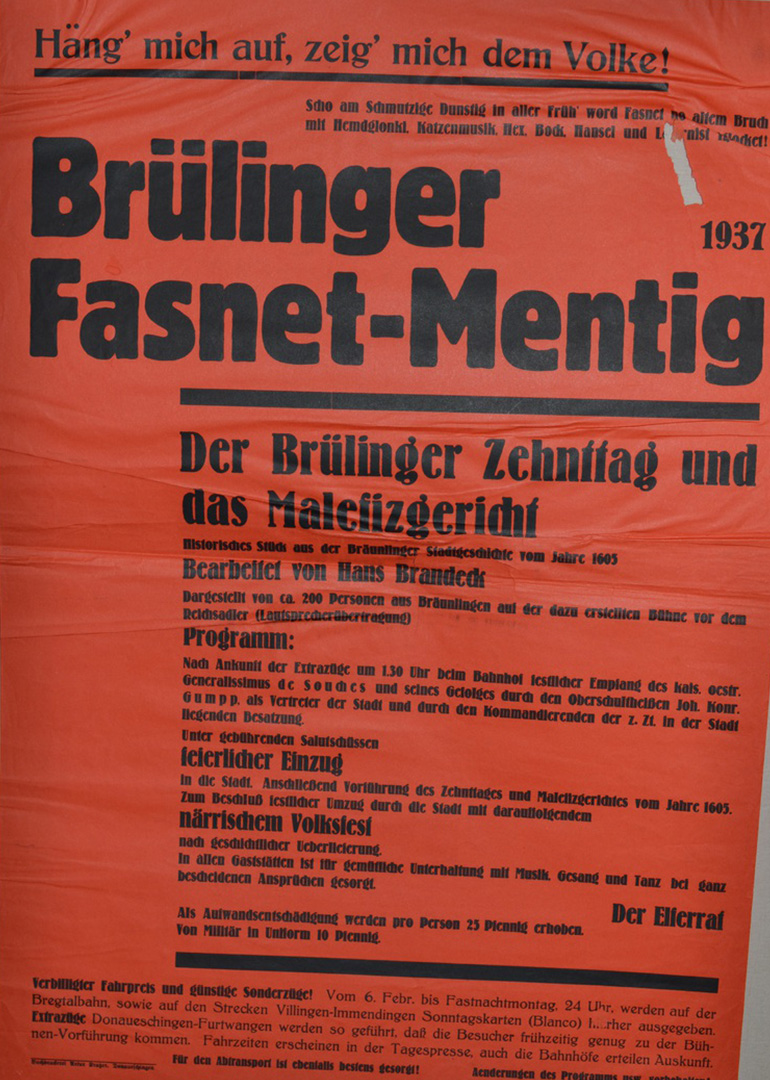 Häng' mich auf, zeig' mich dem Volke!
Scho am Schmutzige Dunstig in aller Früh' word Fasnet no altem Bruch
mit Hemdglonki, Katzenmusik, Hex, Bock, Hansel und
Brülinger
1937
Fasnet-Mentig
Der Brülinger Zehnttag und
das Malefizgericht
Historisches Stück aus der Bräunlinger Stadtgeschichte vom Jahre 1605
Bearbeitet von Hans Brandeck
Dargestellt von ca. 200 Personen aus Bräunlingen auf der dazu erstellten Bühne vor dem
Reichsadler (Lautsprecherübertragung)
Programm:
Nach Ankunft der Extrazüge um 1.30 Uhr beim Bahnhof festlicher Empfang des kais. oestr.
Generalissimus de Souches und seines Gefolges durch den Oberschultheißen Joh. Konr.
Gumpp, als Vertreter der Stadt und durch den Kommandierenden der z. Zt. in der Stadt
liegenden Besatzung.
Unter gebührenden Salutschüssen
feierlicher Einzug
in die Stadt. Anschließend Vorführung des Zehnttages und Malefizgerichtes vom Jahre 1605.
Zum Beschluß festlicher Umzug durch die Stadt mit darauffolgendem
närrischem Volksfest
nach geschichtlicher Ueberlieferung.
In allen Gaststätten ist für gemütliche Unterhaltung mit Musik, Gesang und Tanz bei ganz
bescheidenen Ansprüchen gesorgt.
Der Elferrat
Als Aufwandsentschädigung werden pro Person 25 Pfennig erhoben.
Von Militär in Uniform 10 Pfennig.
Verbilligter Fahrpreis und günstige Sonderzüge! Vom 6. Febr. bis Fastnachtmontag, 24 Uhr, werden auf der
Bregtalbahn, sowie auf den Strecken Villingen-Immendingen Sonntagskarten (Blanco) ausgegeben.
Extrazüge Donaueschingen-Furtwangen werden so geführt, daß die Besucher frühzeitig genug zu der Büh-
nen-Vorführung kommen. Fahrzeiten erscheinen in der Tagespresse, auch die Bahnhöfe erteilen Auskunft.
Für den Abtransport ist ebenfalls bestens gesorgt!
Aenderungen des Programms usw. vorbehalten!